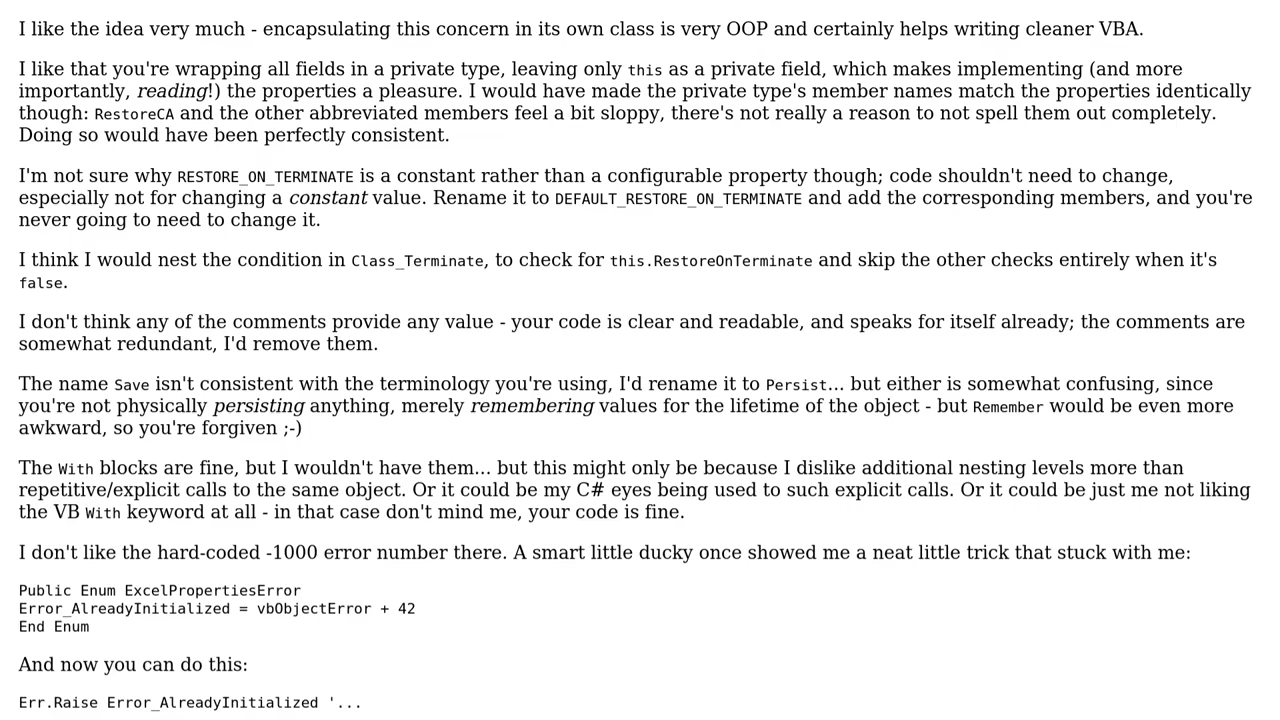 I like the idea very much - encapsulating this concern in its own class is very OOP and certainly helps writing cleaner VBA.
I like that you're wrapping all fields in a private type, leaving only this as a private field, which makes implementing (and more
importantly, reading!) the properties a pleasure. I would have made the private type's member names match the properties identically
though: RestoreCA and the other abbreviated members feel a bit sloppy, there's not really a reason to not spell them out completely.
Doing so would have been perfectly consistent.
I'm not sure why RESTORE_ON_TERMINATE is a constant rather than a configurable property though; code shouldn't need to change,
especially not for changing a constant value. Rename it to DEFAULT_RESTORE_ON_TERMINATE and add the corresponding members, and you're
never going to need to change it.
I think I would nest the condition in Class_Terminate, to check for this.RestoreOnTerminate and skip the other checks entirely when it's
false.
I don't think any of the comments provide any value - your code is clear and readable, and speaks for itself already; the comments are
somewhat redundant, I'd remove them.
The name Save isn't consistent with the terminology you're using, I'd rename it to Persist... but either is somewhat confusing, since
you're not physically persisting anything, merely remembering values for the lifetime of the object - but Remember would be even more
awkward, so you're forgiven ;-)
The With blocks are fine, but I wouldn't have them... but this might only be because I dislike additional nesting levels more than
repetitive/explicit calls to the same object. Or it could be my C# eyes being used to such explicit calls. Or it could be just me not liking
the VB With keyword at all - in that case don't mind me, your code is fine.
I don't like the hard-coded -1000 error number there. A smart little ducky once showed me a neat little trick that stuck with me:
Public Enum ExcelPropertiesError
Error_AlreadyInitialized = vbObjectError + 42
End Enum
And now you can do this:
Err.Raise Error_AlreadyInitialized '...